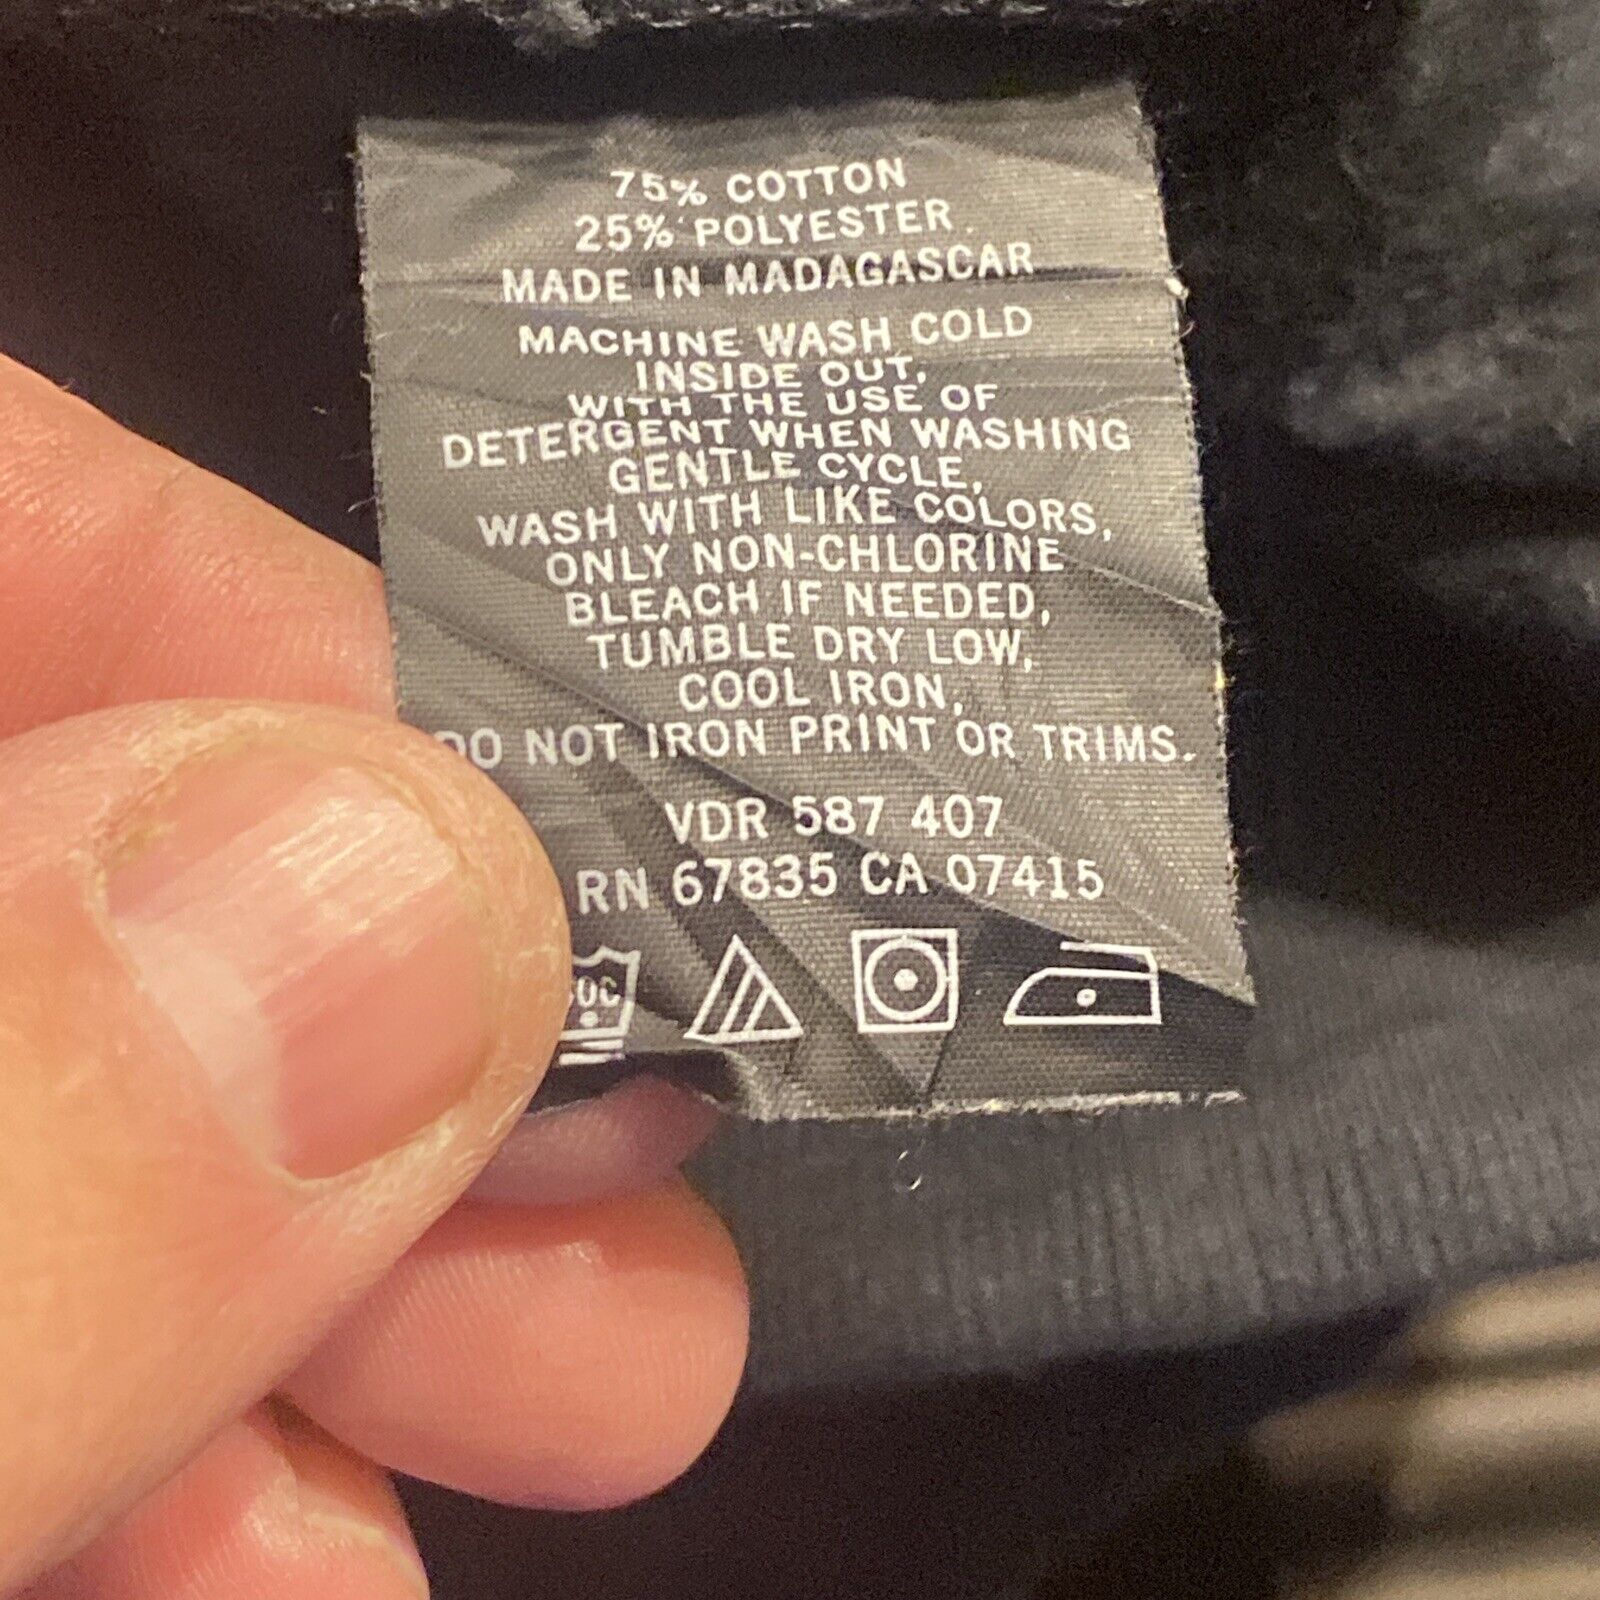 75% COTTON
25% POLYESTER
MADE IN MADAGASCAR
MACHINE WASH COLD
INSIDE OUT,
WITH THE USE OF
DETERGENT WHEN WASHING
GENTLE CYCLE,
WASH WITH LIKE COLORS,
ONLY NON-CHLORINE
BLEACH IF NEEDED,
TUMBLE DRY LOW,
COOL IRON,
DO NOT IRON PRINT OR TRIMS.
VDR 587 407
RN 67835 CA 07415